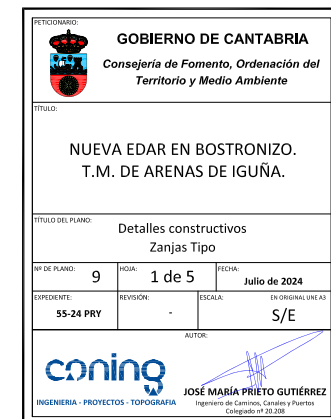 PETICIONARIO:
GOBIERNO DE CANTABRIA
Consejería de Fomento, Ordenación del
Territorio y Medio Ambiente
TÍTULO:
NUEVA EDAR EN BOSTRONIZO.
T.M. DE ARENAS DE IGUÑA.
TÍTULO DEL PLANO:
Detalles constructivos
Zanjas Tipo
Nº DE PLANO: 9
HOJA: 1 de 5
FECHA: Julio de 2024
EXPEDIENTE: 55-24 PRY
REVISIÓN: -
ESCALA: EN ORIGINAL UNE A3
S/E
AUTOR:
coning
INGENIERIA - PROYECTOS - TOPOGRAFIA
JOSÉ MARÍA PRIETO GUTIÉRREZ
Ingeniero de Caminos, Canales y Puertos
Colegiado nº 20.208